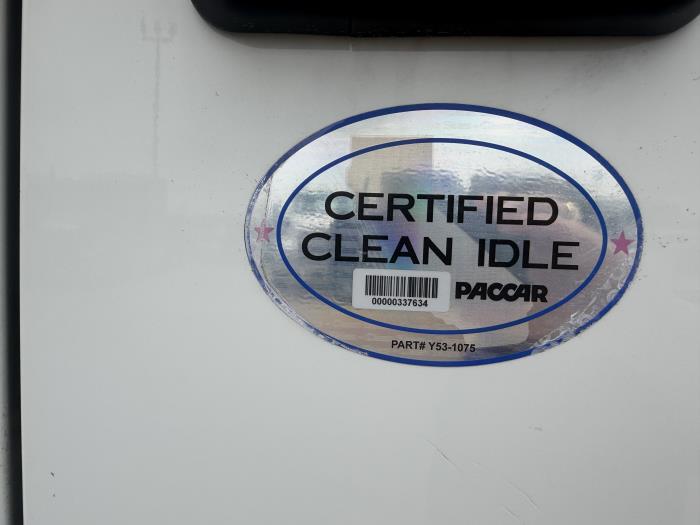 CERTIFIED
CLEAN IDLE
00000337634 PACCAR
PART# Y53-1075